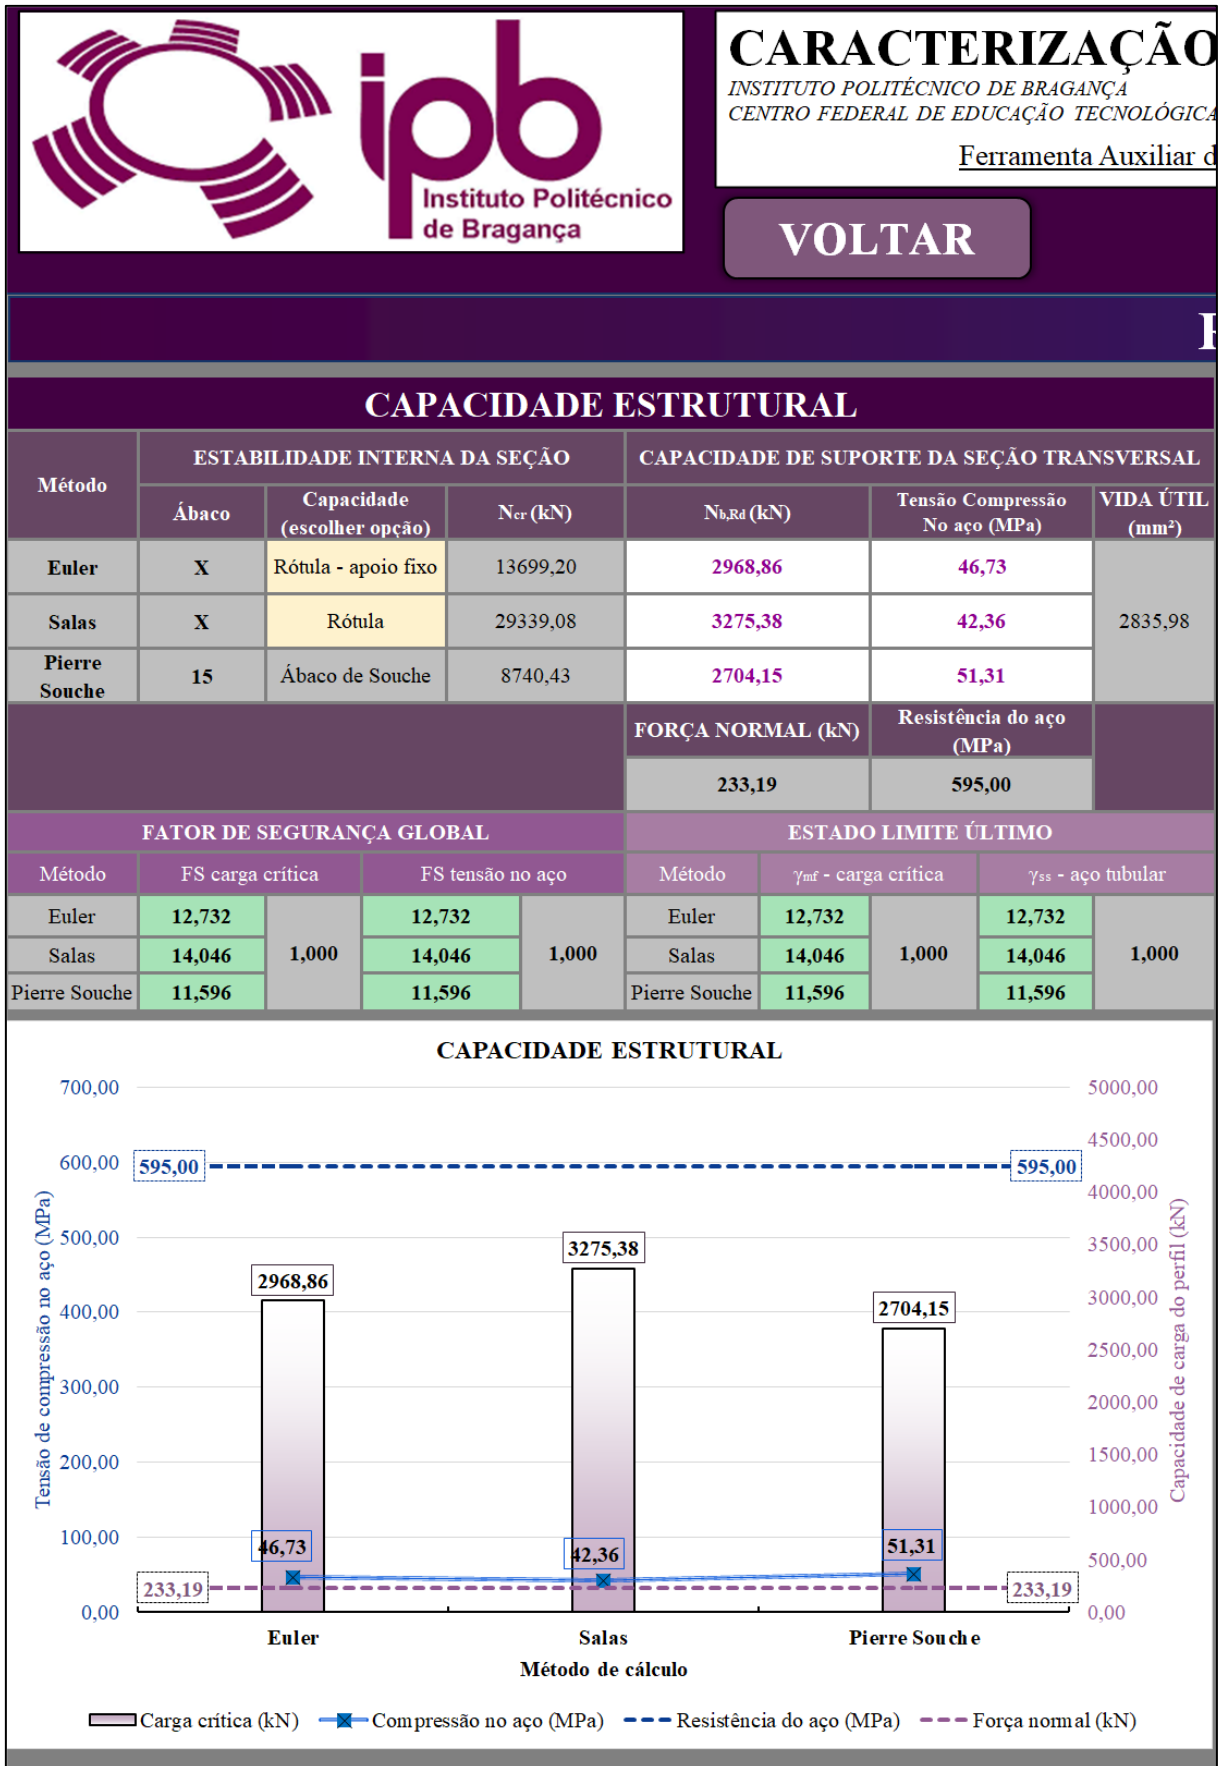 ipb
Instituto Politécnico
de Bragança
CARACTERIZAÇÃO
INSTITUTO POLITÉCNICO DE BRAGANÇA
CENTRO FEDERAL DE EDUCAÇÃO TECNOLÓGICA
Ferramenta Auxiliar d
VOLTAR
CAPACIDADE ESTRUTURAL
Método
ESTABILIDADE INTERNA DA SEÇÃO
CAPACIDADE DE SUPORTE DA SEÇÃO TRANSVERSAL
Ábaco
Capacidade
(escolher opção)
Ncr (kN)
Nb,Rd (kN)
Tensão Compressão
No aço (MPa)
VIDA ÚTIL
(mm²)
Euler X Rótula - apoio fixo 13699,20 2968,86 46,73
Salas X Rótula 29339,08 3275,38 42,36 2835,98
Pierre
Souche
15 Ábaco de Souche 8740,43 2704,15 51,31
FORÇA NORMAL (kN)
Resistência do aço
(MPa)
233,19 595,00
FATOR DE SEGURANÇA GLOBAL
ESTADO LIMITE ÚLTIMO
Método FS carga crítica FS tensão no aço Método γmf - carga crítica γss - aço tubular
Euler 12,732 12,732 Euler 12,732 12,732
Salas 14,046 1,000 14,046 1,000 Salas 14,046 1,000 14,046 1,000
Pierre Souche 11,596 11,596 Pierre Souche 11,596 11,596
CAPACIDADE ESTRUTURAL
Tensão de compressão no aço (MPa)
700,00
600,00
500,00
400,00
300,00
200,00
100,00
0,00
595,00
595,00
2968,86
3275,38
2704,15
46,73
42,36
51,31
233,19
233,19
5000,00
4500,00
4000,00
3500,00
3000,00
2500,00
2000,00
1500,00
1000,00
500,00
0,00
Capacidade de carga do perfil (kN)
Euler
Salas
Pierre Souche
Método de cálculo
Carga crítica (kN) Compressão no aço (MPa) Resistência do aço (MPa) Força normal (kN)